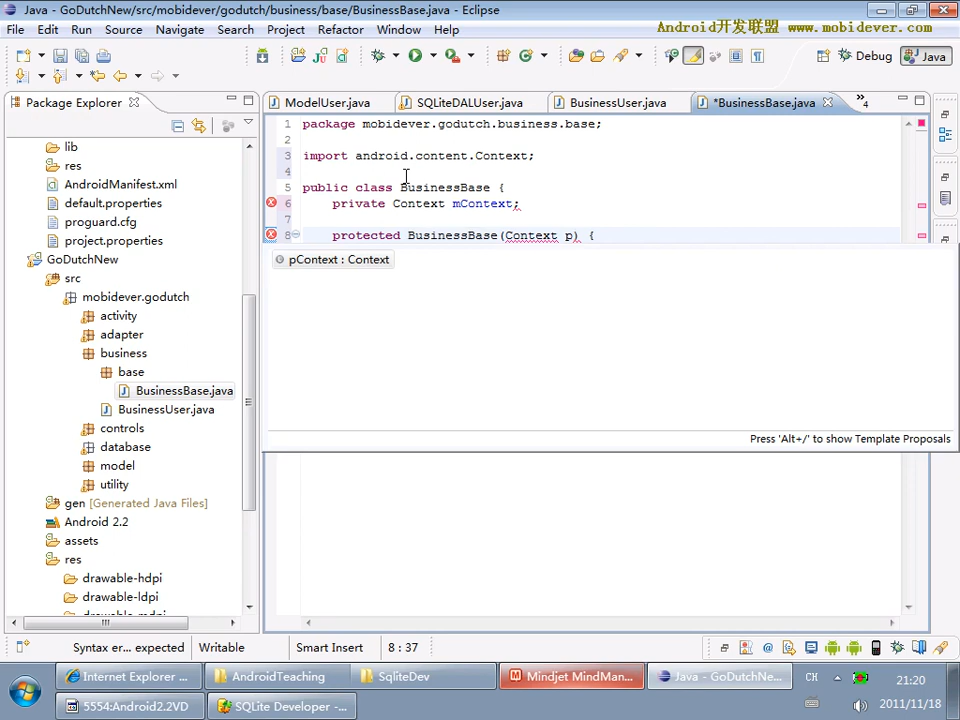 Java - GoDutchNew/src/mobidever/godutch/business/base/BusinessBase.java - Eclipse
File Edit Run Source Navigate Search Project Refactor Window Help
Android开发联盟 www.mobidever.com
Debug Java
Package Explorer
ModelUser.java SQLiteDALUser.java BusinessUser.java *BusinessBase.java 4
lib
res
AndroidManifest.xml
default.properties
proguard.cfg
project.properties
GoDutchNew
src
mobidever.godutch
activity
adapter
business
base
BusinessBase.java
BusinessUser.java
controls
database
model
utility
gen [Generated Java Files]
Android 2.2
assets
res
drawable-hdpi
drawable-ldpi
1 package mobidever.godutch.business.base;
2
3 import android.content.Context;
4
5 public class BusinessBase {
6 private Context mContext;
7
8 protected BusinessBase(Context p) {
pContext : Context
Press 'Alt+/' to show Template Proposals
Syntax er... expected Writable Smart Insert 8 : 37
Internet Explorer ... AndroidTeaching SqliteDev Mindjet MindMan... Java - GoDutchNe... CH 21:20
5554:Android2.2VD SQLite Developer - ... 2011/11/18